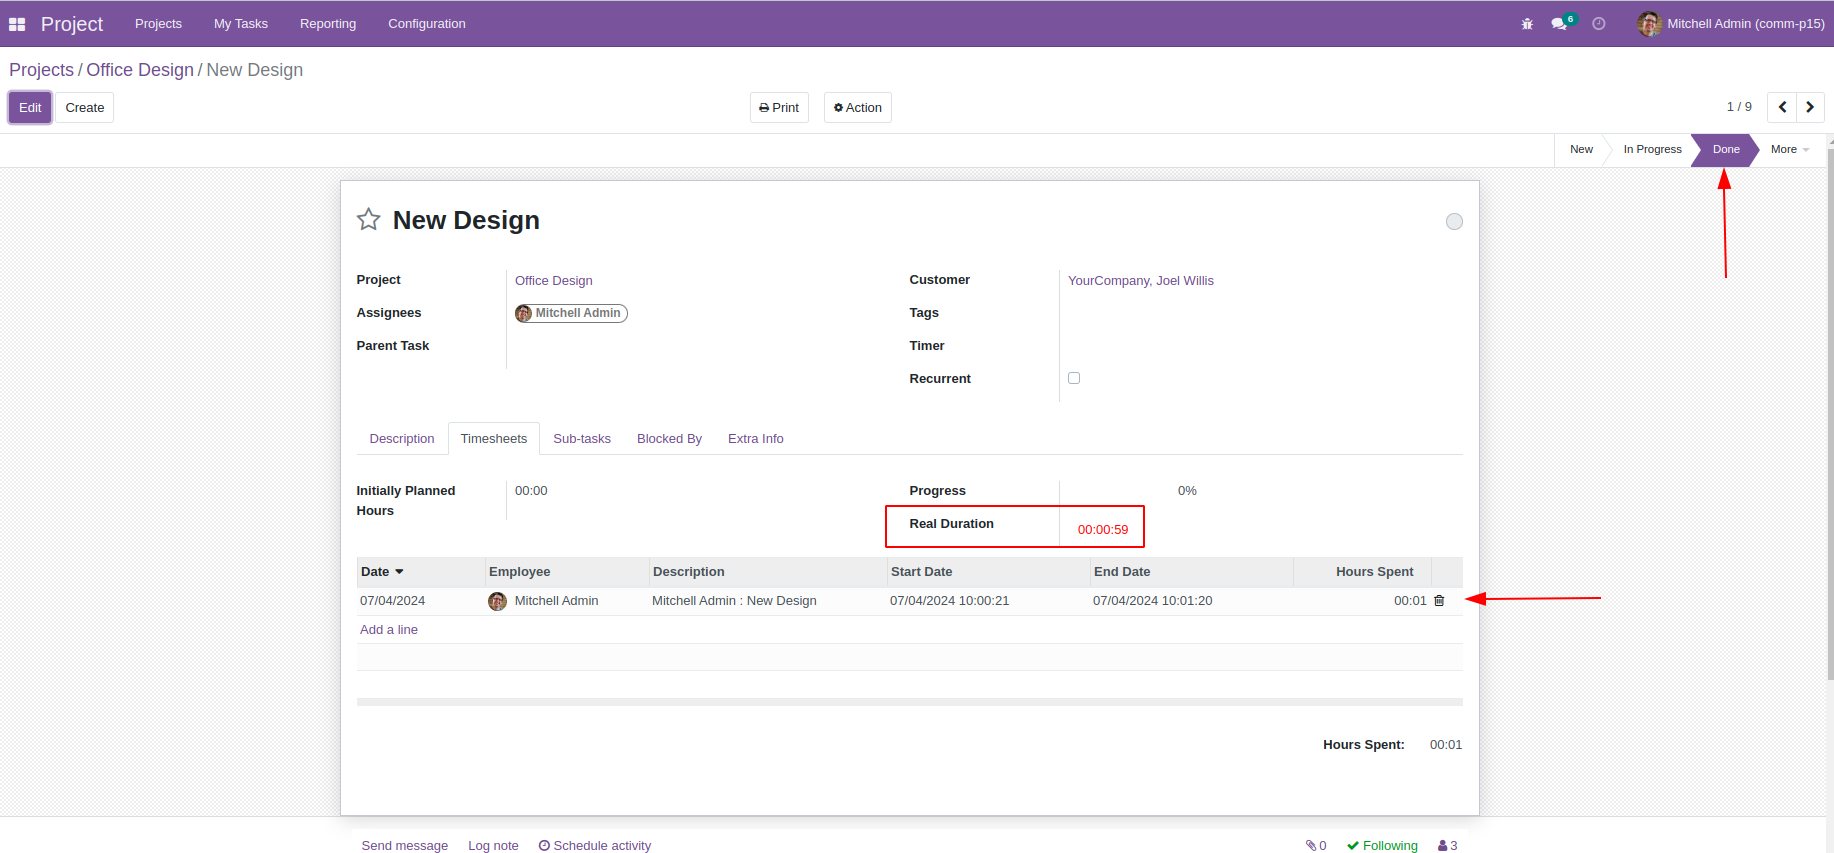 Project Projects My Tasks Reporting Configuration 6 Mitchell Admin (comm-p15)
Projects / Office Design / New Design
Edit Create Print Action 1 / 9
New In Progress Done More
New Design
Project Office Design Customer YourCompany, Joel Willis
Assignees Mitchell Admin Tags
Parent Task Timer
Recurrent
Description Timesheets Sub-tasks Blocked By Extra Info
Initially Planned 00:00 Progress 0%
Hours
Real Duration 00:00:59
Date Employee Description Start Date End Date Hours Spent
07/04/2024 Mitchell Admin Mitchell Admin : New Design 07/04/2024 10:00:21 07/04/2024 10:01:20 00:01
Add a line
Hours Spent: 00:01
Send message Log note Schedule activity 0 Following 3